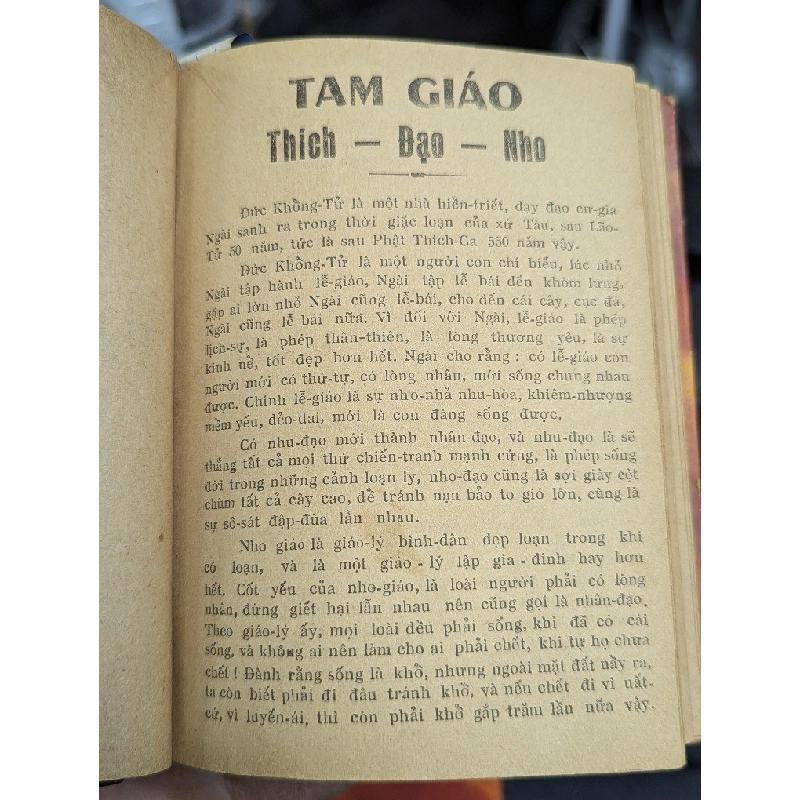 TAM GIÁO
Thich — Đạo — Nho
Đức Khổng-Tử là một nhà hiền-triết, dạy đạo cư-gia
Ngài sanh ra trong thời giặc loạn của xứ Tàu, sau Lão-
Tử 50 năm, tức là sau Phật Thích-Ca 550 năm vậy.
Đức Khổng-Tử là một người con chí hiếu, lúc nhỏ
Ngài tập hành lễ-giáo, Ngài tập lễ bái đến khòm lưng,
gặp ai lớn nhỏ Ngài cũng lễ-bái, cho đến cái cây, cục đá,
Ngài cũng lễ bái nữa. Vì đối với Ngài, lễ-giáo là phép
lịch-sự, là phép thân-thiện, là lòng thương yêu, là sự
kinh nể, tốt đẹp hơn hết. Ngài cho rằng : có lễ-giáo con
người mới có thứ-tự, có lòng nhân, mới sống chung nhau
được. Chính lễ-giáo là sự nho-nhã nhu-hòa, khiêm-nhượng
mềm yếu, dẻo-dai, mới là con đàng sống được.
Có nhu-đạo mới thành nhân-đạo, và nhu-đạo là sẽ
thắng tất cả mọi thứ chiến-tranh mạnh cứng, là phép sống
đời trong những cảnh loạn ly, nho-đạo cũng là sợi giây cột
chùm tất cả cây cao, để tránh nạn bảo to gió lớn, cũng là
sự sô-sát đập-đùa lẫn nhau.
Nho giáo là giáo-lý bình-dân dẹp loạn trong khi
có loạn, và là một giáo-lý lập gia-đình hay hơn
hết. Cốt yếu của nho-giáo, là loài người phải có lòng
nhân, đừng giết hại lẫn nhau nên cũng gọi là nhân-đạo.
Theo giáo-lý ấy, mọi loài đều phải sống, khi đã có cái
sống, và không ai nên làm cho ai phải chết, khi tự họ chưa
chết ! Đành rằng sống là khổ, nhưng ngoài mặt đất nầy ra,
ta còn biết phải đi đâu tránh khổ, và nếu chết đi vì uất-
cứ, vì luyến-ái, thì còn phải khổ gấp trăm lần nữa vậy.